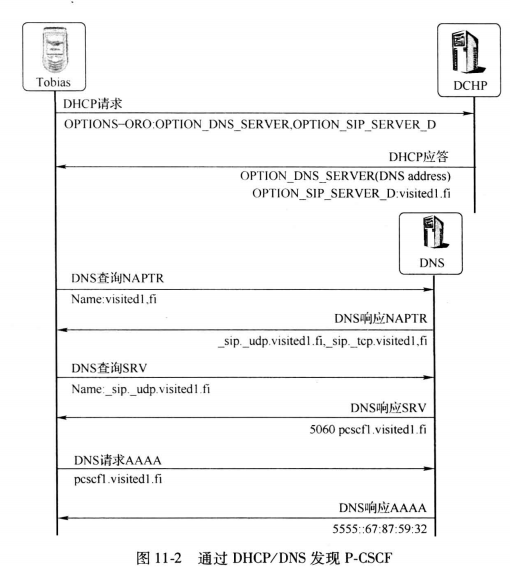 Tobias
DCHP
DHCP请求
OPTIONS-ORO:OPTION_DNS_SERVER,OPTION_SIP_SERVER_D
DHCP应答
OPTION_DNS_SERVER(DNS address)
OPTION_SIP_SERVER_D:visited1.fi
DNS
DNS查询NAPTR
Name:visited1,fi
DNS响应NAPTR
_sip._udp.visited1.fi,_sip._tcp.visited1,fi
DNS查询SRV
Name:_sip._udp.visited1.fi
DNS响应SRV
5060 pcscf1.visited1.fi
DNS请求AAAA
pcscf1.visited1.fi
DNS响应AAAA
5555::67:87:59:32
图 11-2 通过 DHCP/DNS 发现 P-CSCF